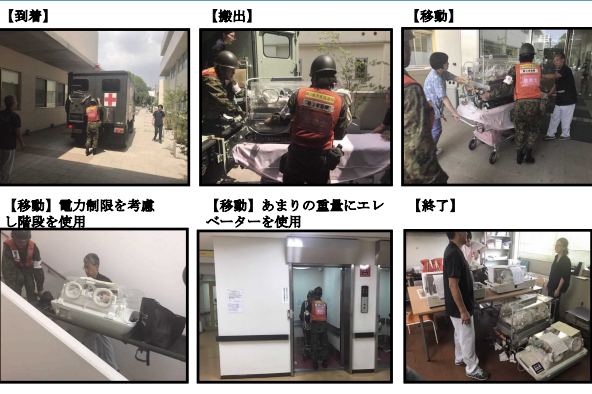 【到着】
【搬出】
【移動】
【移動】電力制限を考慮
し階段を使用
【移動】あまりの重量にエレ
ベーターを使用
【終了】